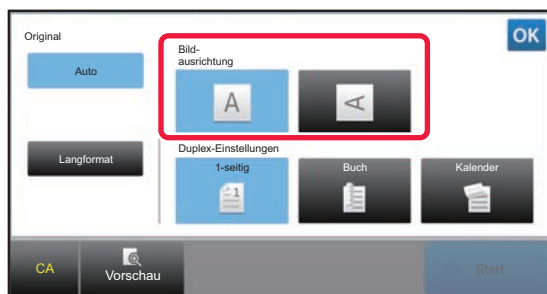 Original
OK
Bild-
ausrichtung
Auto
A
A
Langformat
Duplex-Einstellungen
1-seitig
Buch
Kalender
1
CA
Vorschau
Start